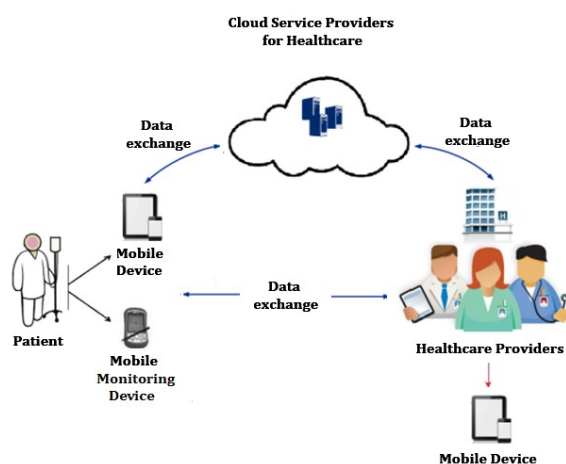 Cloud Service Providers
for Healthcare
Data
exchange
Data
exchange
H
Mobile
Device
Data
exchange
Patient
Mobile
Monitoring
Device
Healthcare Providers
Mobile Device